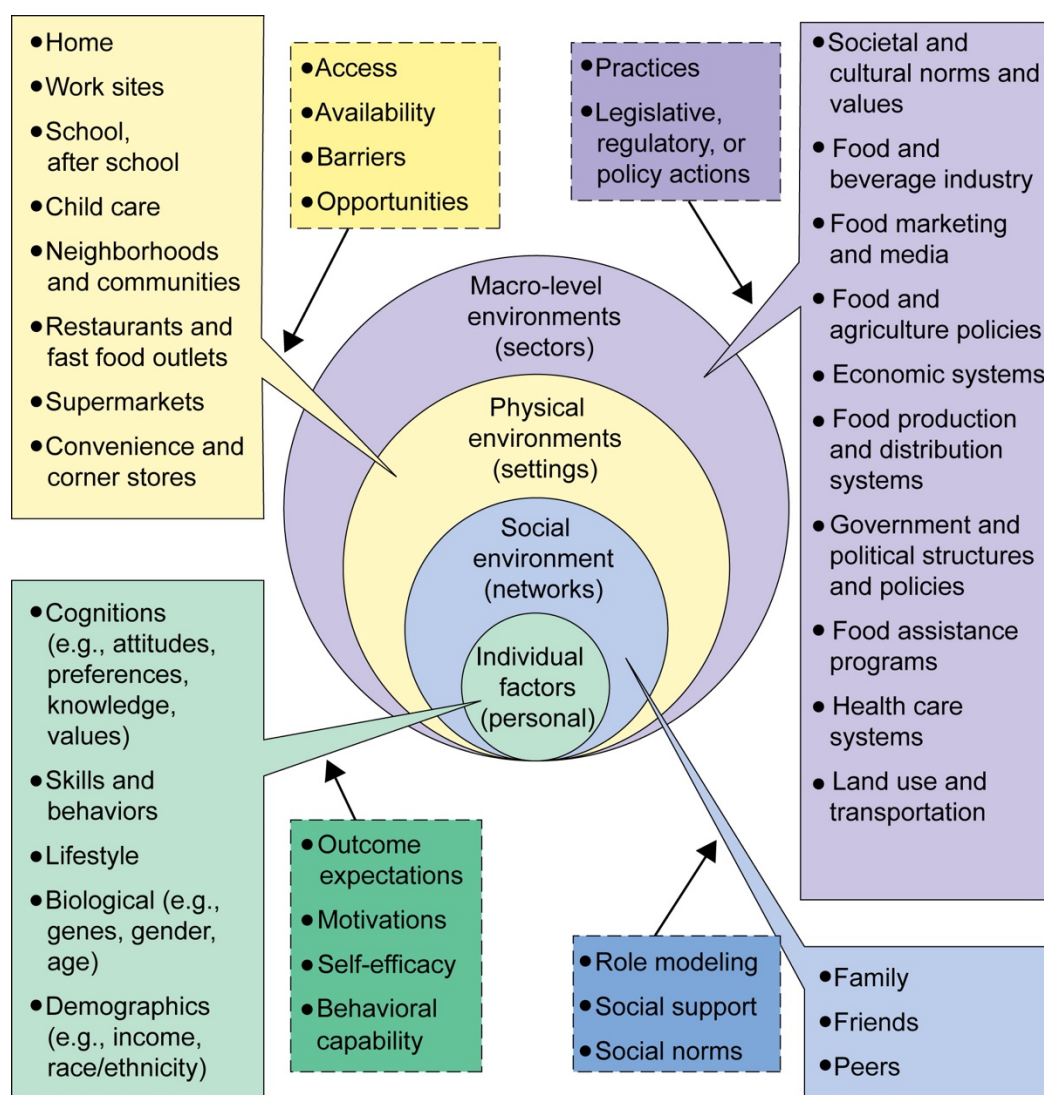 •Home
•Work sites
•School,
after school
•Child care
•Neighborhoods
and communities
•Restaurants and
fast food outlets
•Supermarkets
•Convenience and
corner stores
•Access
•Availability
•Barriers
•Opportunities
•Practices
•Legislative,
regulatory, or
policy actions
•Societal and
cultural norms and
values
•Food and
beverage industry
•Food marketing
and media
•Food and
agriculture policies
•Economic systems
•Food production
and distribution
systems
•Government and
political structures
and policies
•Food assistance
programs
•Health care
systems
•Land use and
transportation
Macro-level
environments
(sectors)
Physical
environments
(settings)
Social
environment
(networks)
Individual
factors
(personal)
•Cognitions
(e.g., attitudes,
preferences,
knowledge,
values)
•Skills and
behaviors
•Lifestyle
•Biological (e.g.,
genes, gender,
age)
•Demographics
(e.g., income,
race/ethnicity)
•Outcome
expectations
•Motivations
•Self-efficacy
•Behavioral
capability
•Role modeling
•Social support
•Social norms
•Family
•Friends
•Peers